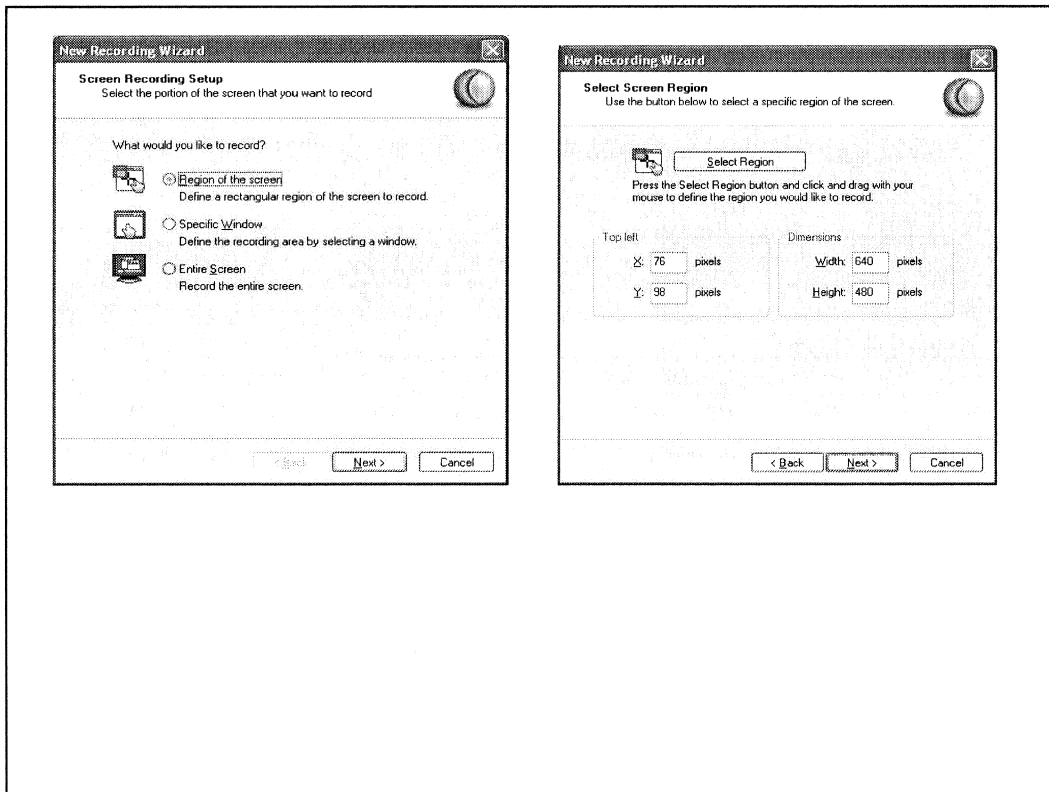 New Recording Wizard
Screen Recording Setup
Select the portion of the screen that you want to record
What would you like to record?
Region of the screen
Define a rectangular region of the screen to record.
Specific Window
Define the recording area by selecting a window.
Entire Screen
Record the entire screen.
< Back
Next >
Cancel
New Recording Wizard
Select Screen Region
Use the button below to select a specific region of the screen.
Select Region
Press the Select Region button and click and drag with your
mouse to define the region you would like to record.
Top left
X: 76 pixels
Y: 98 pixels
Dimensions
Width: 640 pixels
Height: 480 pixels
< Back
Next >
Cancel